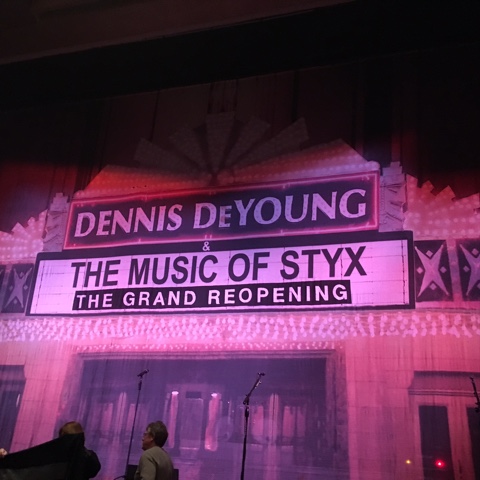 DENNIS DEYOUNG
&
THE MUSIC OF STYX
THE GRAND REOPENING